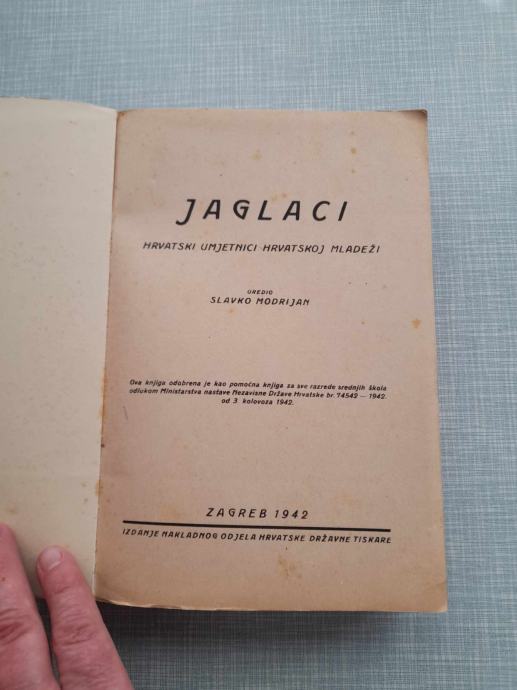 JAGLACI
HRVATSKI UMJETNICI HRVATSKOJ MLADEŽI
UREDIO
SLAVKO MODRIJAN
Ova knjiga odobrena je kao pomoćna knjiga za sve razrede srednjih škola
odlukom Ministarstva nastave Nezavisne Države Hrvatske br. 74542 — 1942.
od 3 kolovoza 1942.
ZAGREB 1942
IZDANJE NAKLADNOG ODJELA HRVATSKE DRŽAVNE TISKARE